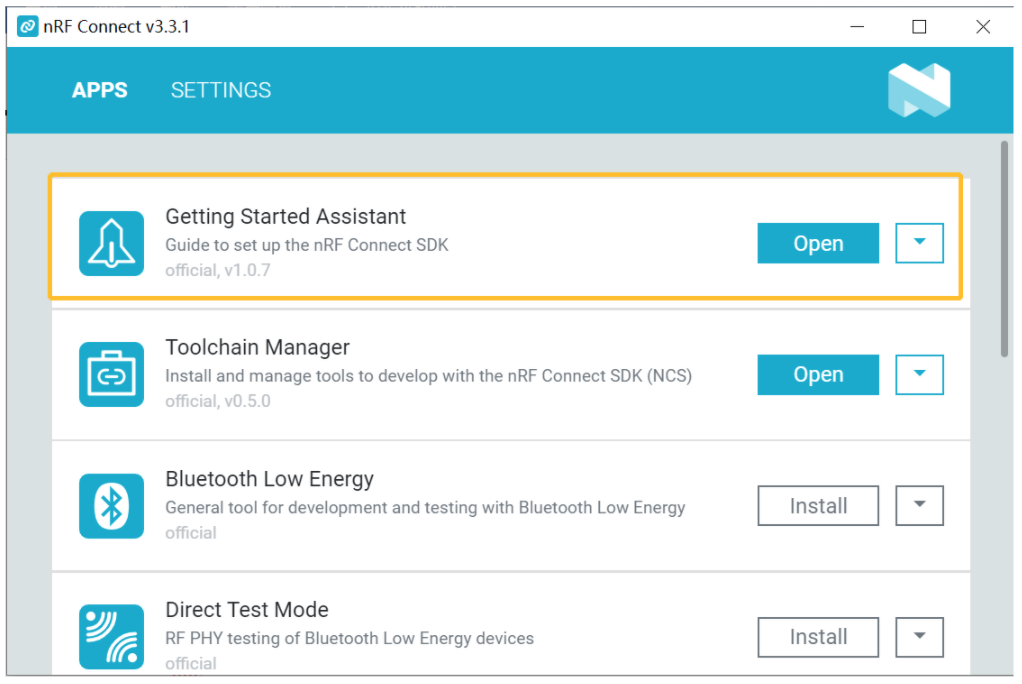 nRF Connect v3.3.1
APPS
SETTINGS
Getting Started Assistant
Guide to set up the nRF Connect SDK
official, v1.0.7
Open
Toolchain Manager
Install and manage tools to develop with the nRF Connect SDK (NCS)
official, v0.5.0
Open
Bluetooth Low Energy
General tool for development and testing with Bluetooth Low Energy
official
Install
Direct Test Mode
RF PHY testing of Bluetooth Low Energy devices
official
Install